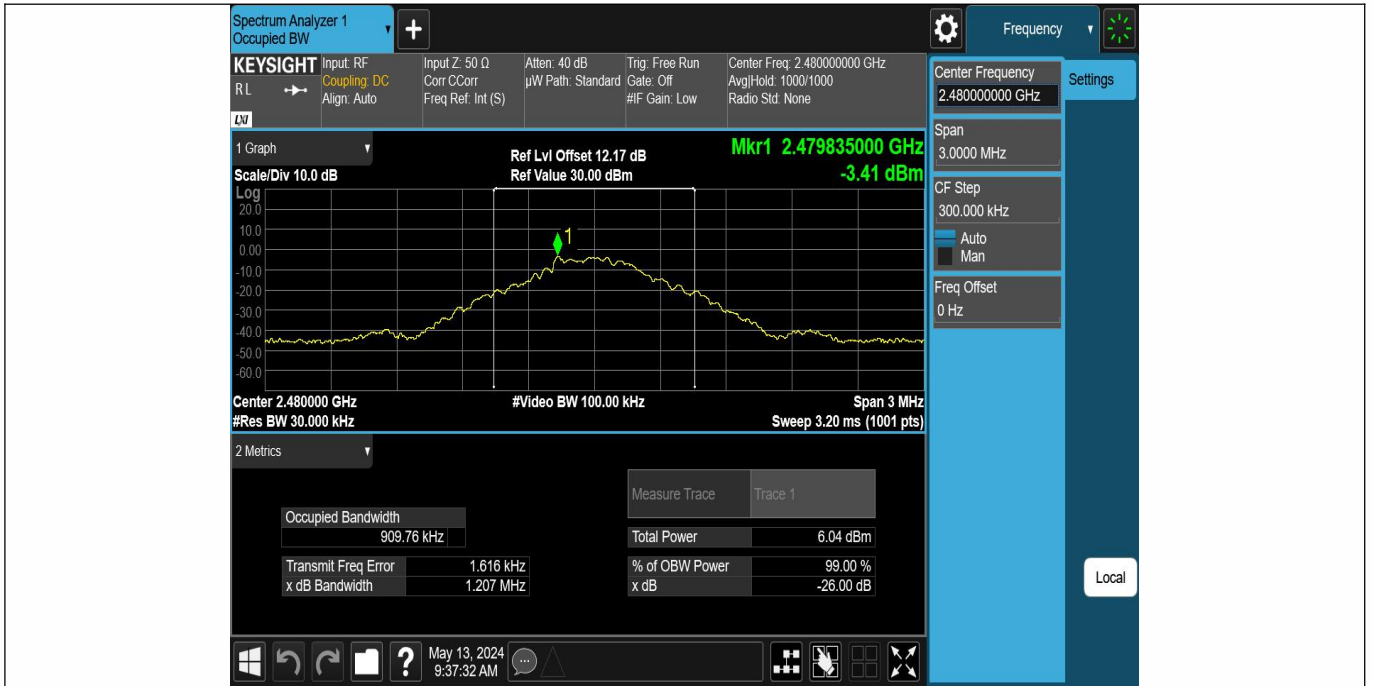 Spectrum Analyzer 1
Occupied BW
+
Frequency
KEYSIGHT
RL
LXI
Input: RF
Coupling: DC
Align: Auto
Input Z: 50 Ω
Corr CCorr
Freq Ref: Int (S)
Atten: 40 dB
µW Path: Standard
Trig: Free Run
Gate: Off
#IF Gain: Low
Center Freq: 2.480000000 GHz
Avg|Hold: 1000/1000
Radio Std: None
Center Frequency
2.480000000 GHz
Settings
Span
3.0000 MHz
CF Step
300.000 kHz
Auto
Man
Freq Offset
0 Hz
Local
1 Graph
Scale/Div 10.0 dB
Ref Lvl Offset 12.17 dB
Ref Value 30.00 dBm
Mkr1 2.479835000 GHz
-3.41 dBm
Log
20.0
10.0
0.00
-10.0
-20.0
-30.0
-40.0
-50.0
-60.0
1
Center 2.480000 GHz
#Res BW 30.000 kHz
#Video BW 100.00 kHz
Span 3 MHz
Sweep 3.20 ms (1001 pts)
2 Metrics
Measure Trace Trace 1
Occupied Bandwidth
909.76 kHz
Total Power 6.04 dBm
Transmit Freq Error 1.616 kHz
% of OBW Power 99.00 %
x dB Bandwidth 1.207 MHz
x dB -26.00 dB
?
May 13, 2024
9:37:32 AM